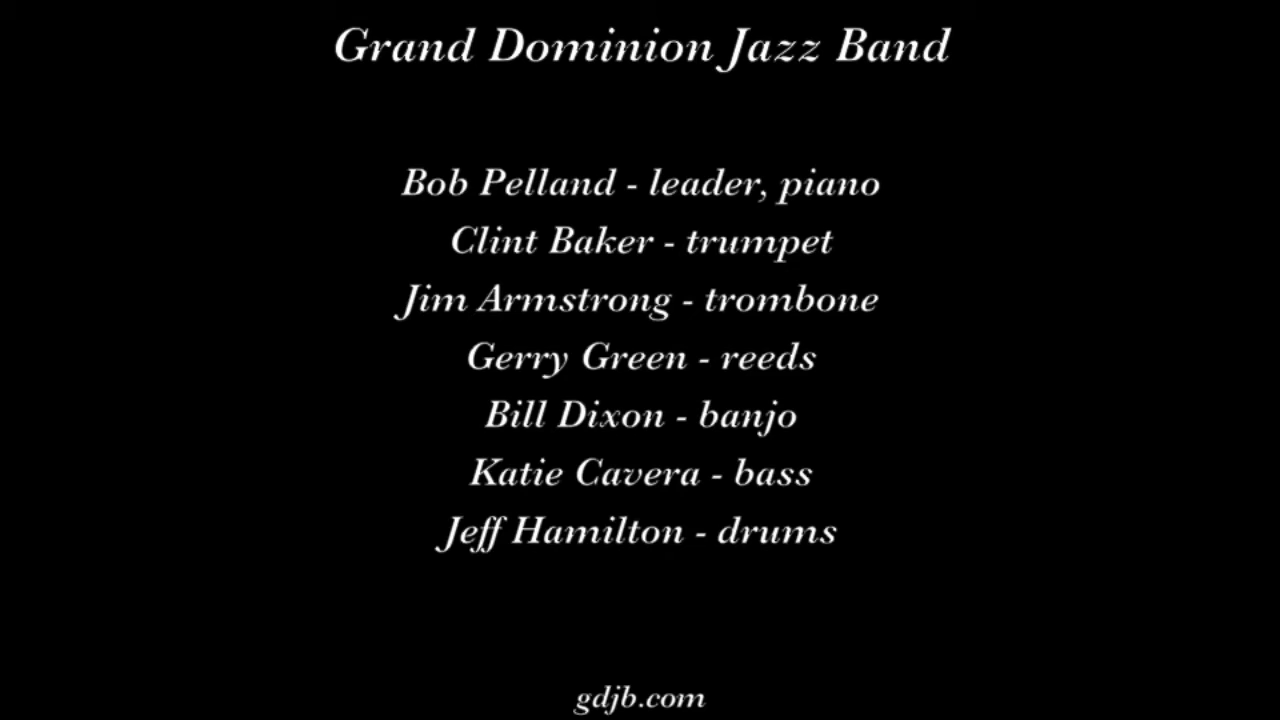 Grand Dominion Jazz Band
Bob Pelland - leader, piano
Clint Baker - trumpet
Jim Armstrong - trombone
Gerry Green - reeds
Bill Dixon - banjo
Katie Cavera - bass
Jeff Hamilton - drums
gdjb.com